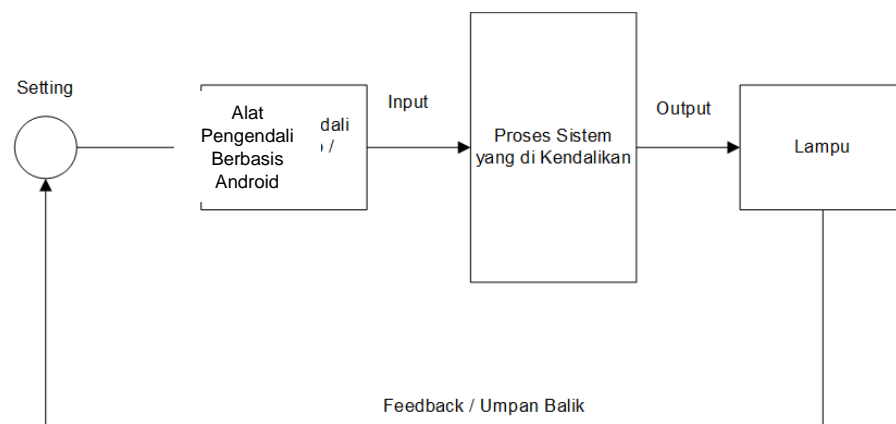 Setting
Alat
Pengendali
Berbasis
Android
Input
Proses Sistem
yang di Kendalikan
Output
Lampu
Feedback / Umpan Balik